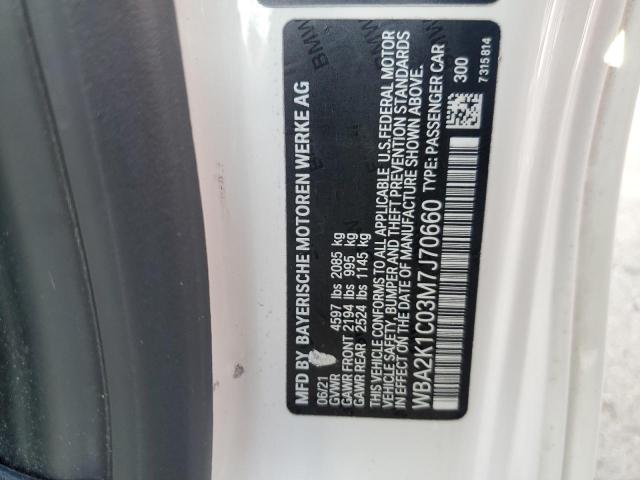 MFD BY BAYERISCHE MOTOREN WERKE AG
06/21
GVWR 4597 lbs 2085 kg
GAWR FRONT 2194 lbs 995 kg
GAWR REAR 2524 lbs 1145 kg
THIS VEHICLE CONFORMS TO ALL APPLICABLE U.S.FEDERAL MOTOR
VEHICLE SAFETY, BUMPER AND THEFT PREVENTION STANDARDS
IN EFFECT ON THE DATE OF MANUFACTURE SHOWN ABOVE.
WBA2K1C03M7J70660 TYPE: PASSENGER CAR
300
7315814
BMW
BMW